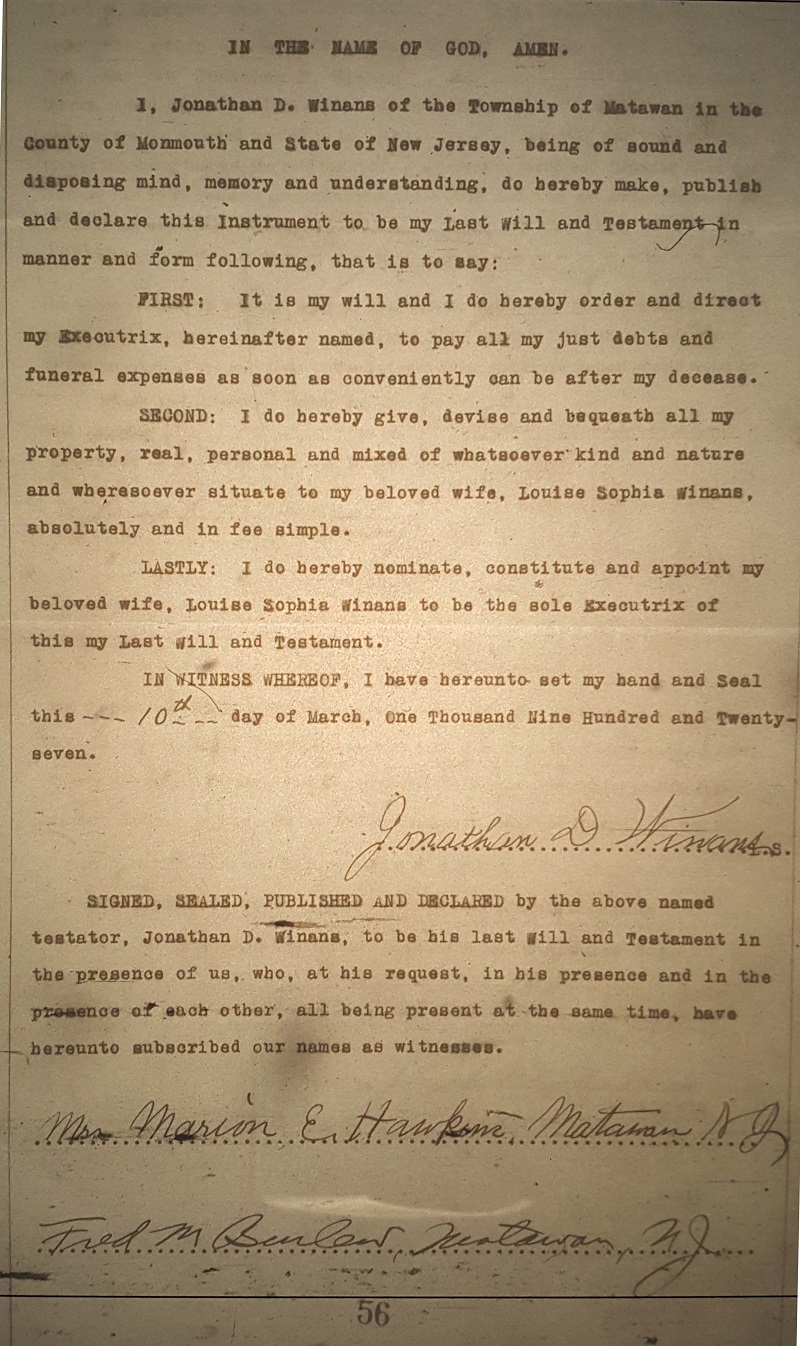 IN THE NAME OF GOD, AMEN.
I, Jonathan D. Winans of the Township of Matawan in the
County of Monmouth and State of New Jersey, being of sound and
disposing mind, memory and understanding, do hereby make, publish
and declare this Instrument to be my Last Will and Testament in
manner and form following, that is to say:
FIRST: It is my will and I do hereby order and direct
my Executrix, hereinafter named, to pay all my just debts and
funeral expenses as soon as conveniently can be after my decease.
SECOND: I do hereby give, devise and bequeath all my
property, real, personal and mixed of whatsoever kind and nature
and wheresoever situate to my beloved wife, Louise Sophia Winans,
absolutely and in fee simple.
LASTLY: I do hereby nominate, constitute and appoint my
beloved wife, Louise Sophia Winans to be the sole Executrix of
this my Last Will and Testament.
IN WITNESS WHEREOF, I have hereunto set my hand and Seal
this --- 10th -- day of March, One Thousand Nine Hundred and Twenty-
seven.
Jonathan D. Winans L.S.
SIGNED, SEALED, PUBLISHED AND DECLARED by the above named
testator, Jonathan D. Winans, to be his last Will and Testament in
the presence of us, who, at his request, in his presence and in the
presence of each other, all being present at the same time, have
hereunto subscribed our names as witnesses.
Mrs Marion E. Hawkins, Matawan N J
Fred M , Matawan, N.J.
56